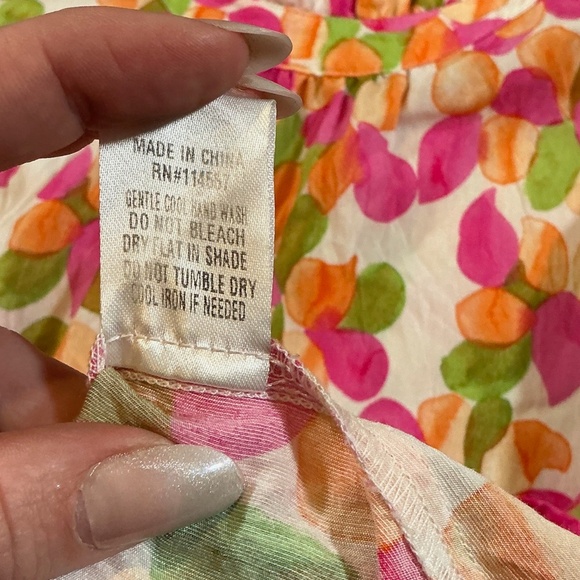 MADE IN CHINA
RN#114557
GENTLE COOL HAND WASH
DO NOT BLEACH
DRY FLAT IN SHADE
DO NOT TUMBLE DRY
COOL IRON IF NEEDED